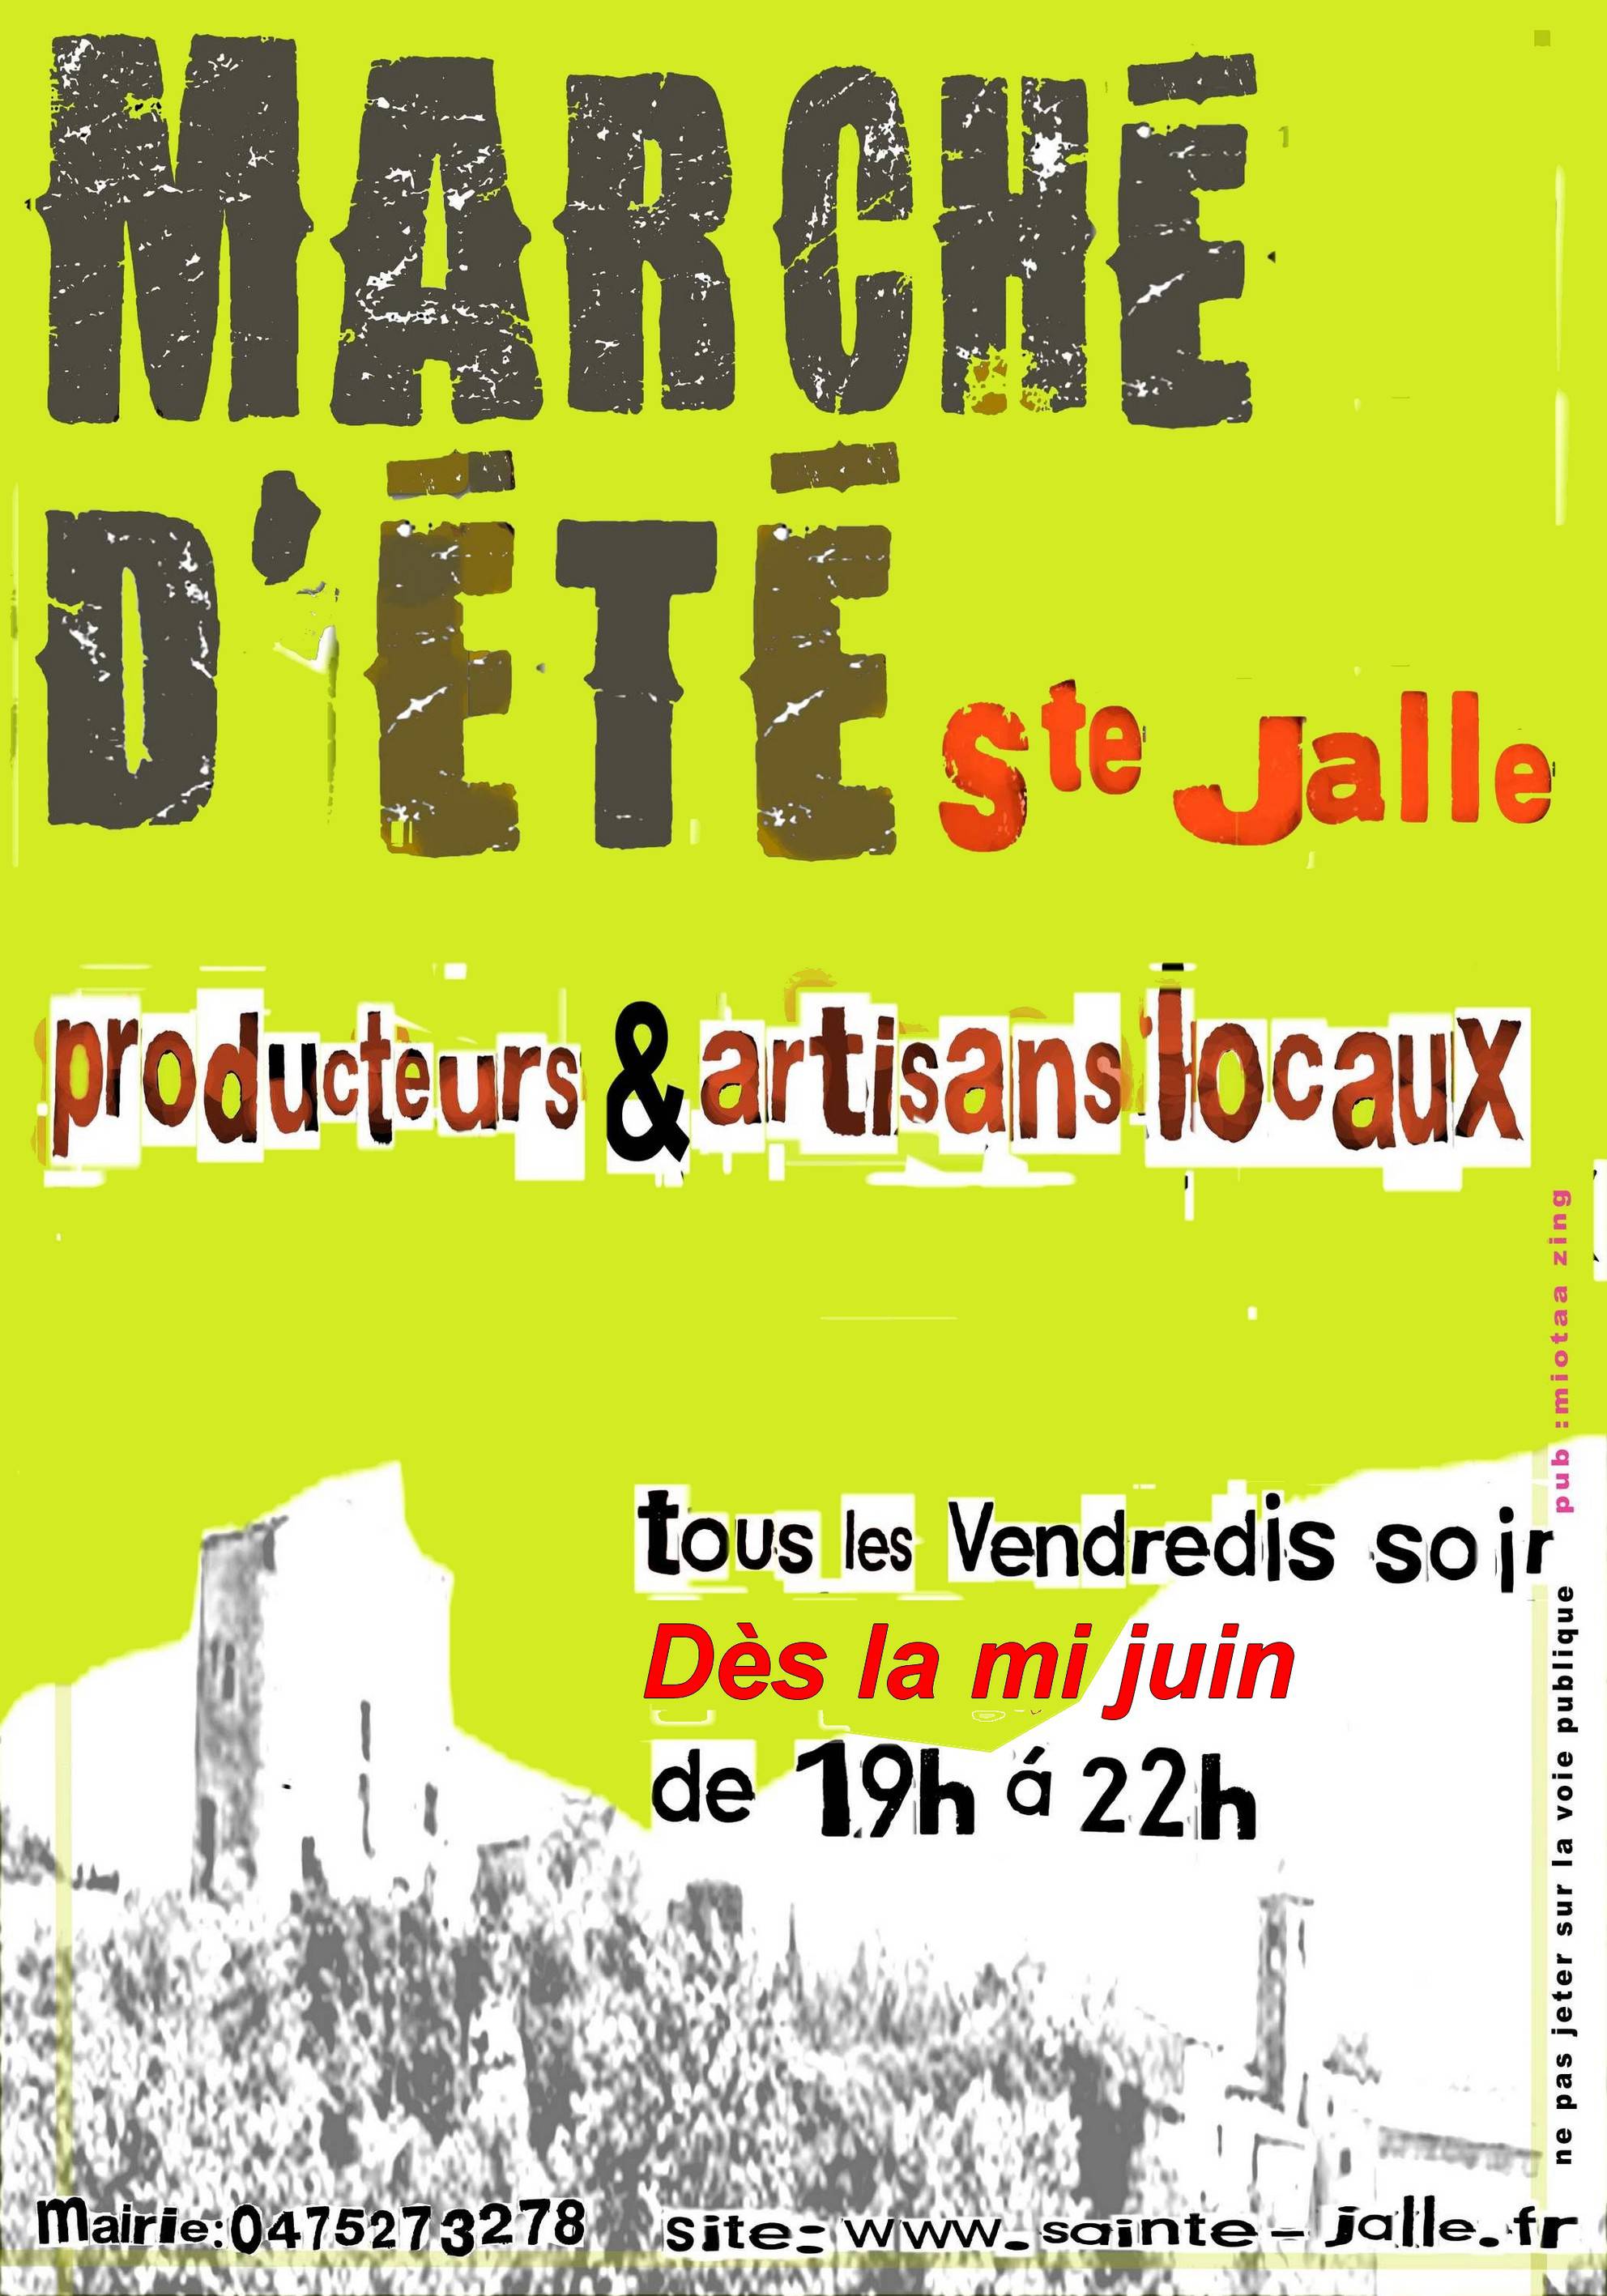 MARCHÉ
D'ÉTÉ Ste Jalle
producteurs & artisans locaux
tous les Vendredis soir
Dès la mi juin
de 19h á 22h
pub :miotaa zing
ne pas jeter sur la voie publique
Mairie:0475273278 site: www.sainte-jalle.fr